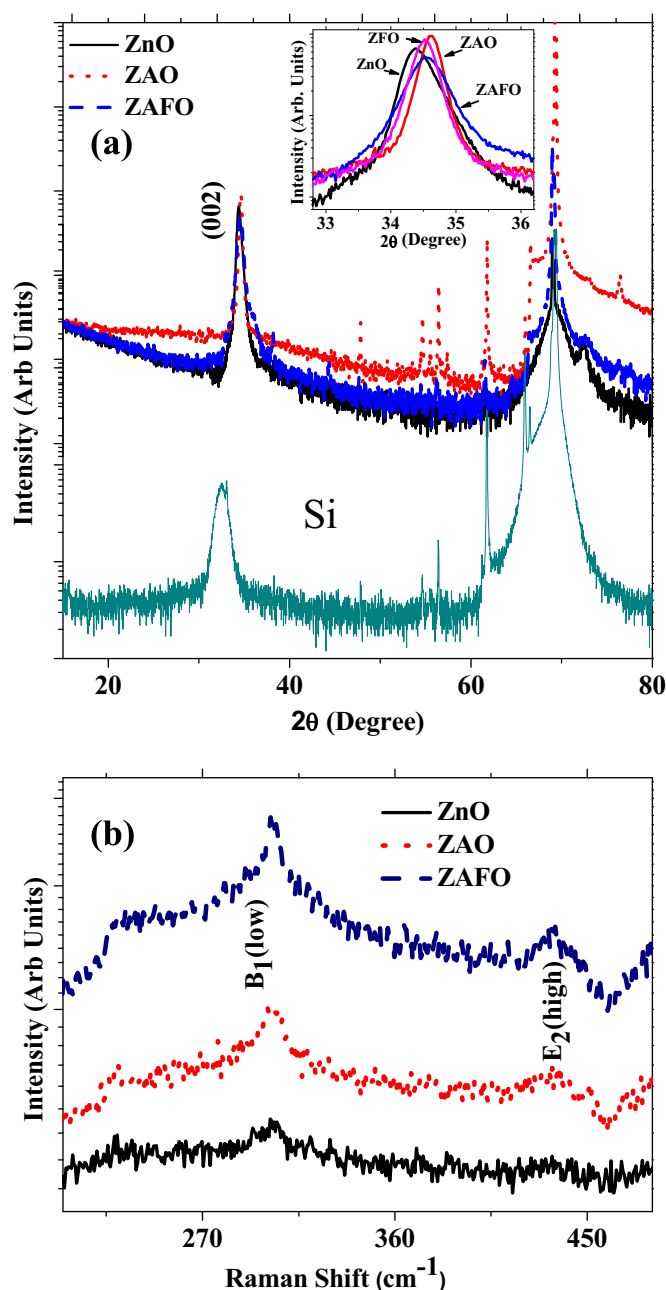 ZnO
ZAO
ZAFO
(a)
(002)
Intensity (Arb. Units)
ZFO
ZAO
ZnO
ZAFO
33 34 35 36
2θ (Degree)
Si
Intensity (Arb Units)
20 40 60 80
2θ (Degree)
(b)
ZnO
ZAO
ZAFO
B1(low)
E2(high)
Intensity (Arb Units)
270 360 450
Raman Shift (cm-1)